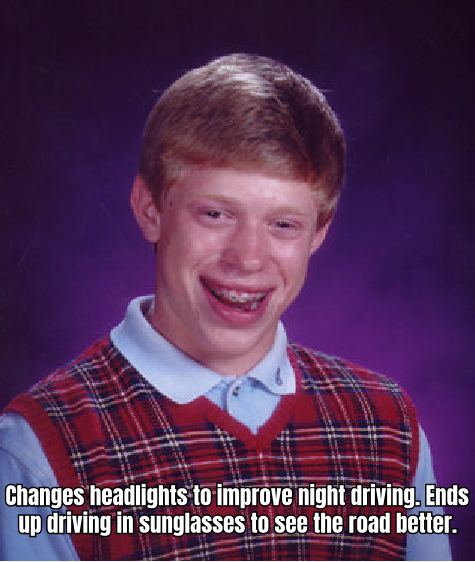 Changes headlights to improve night driving. Ends
up driving in sunglasses to see the road better.